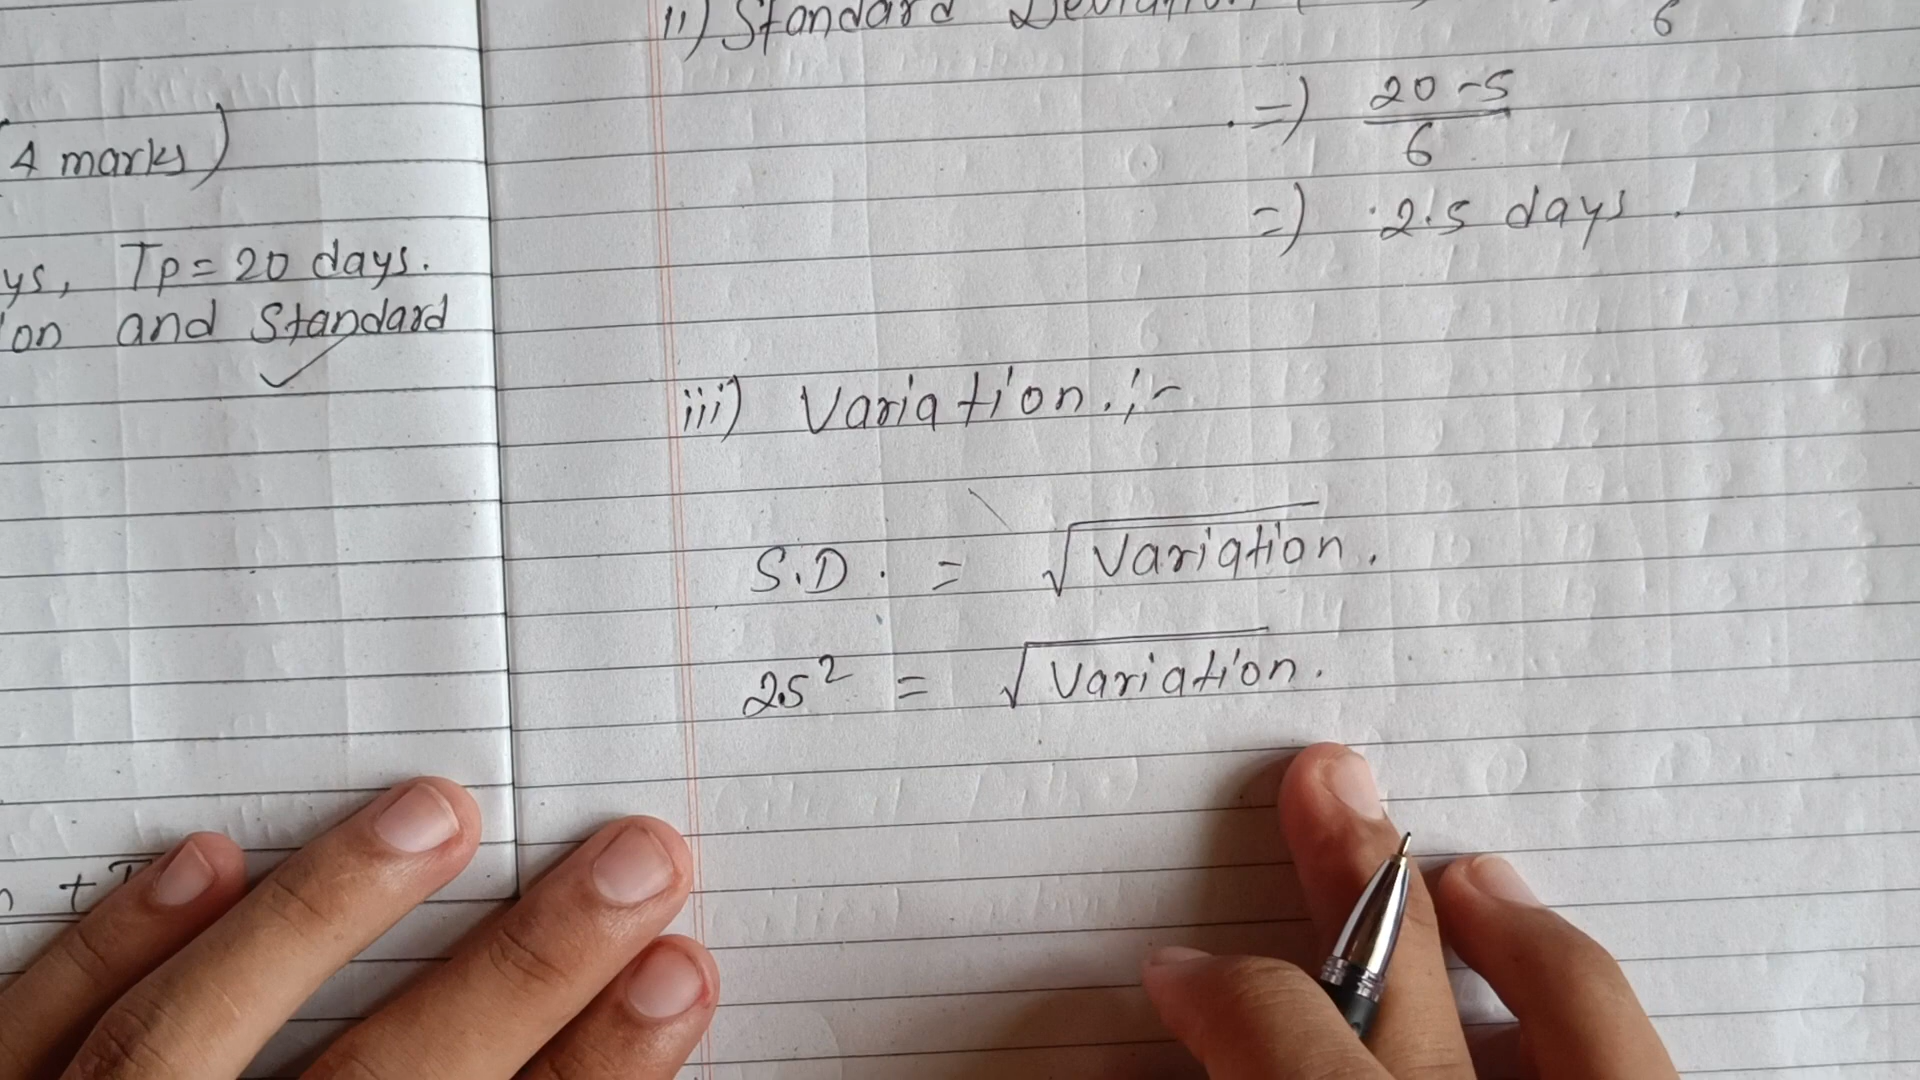 4 marks)
ys, Tp = 20 days.
on and Standard
+ T
ii) Standard Deviation (
6
=) 20 - 5
6
=) 2.5 days.
iii) Variation :-
S.D. = √Variation.
2.5² = √Variation.